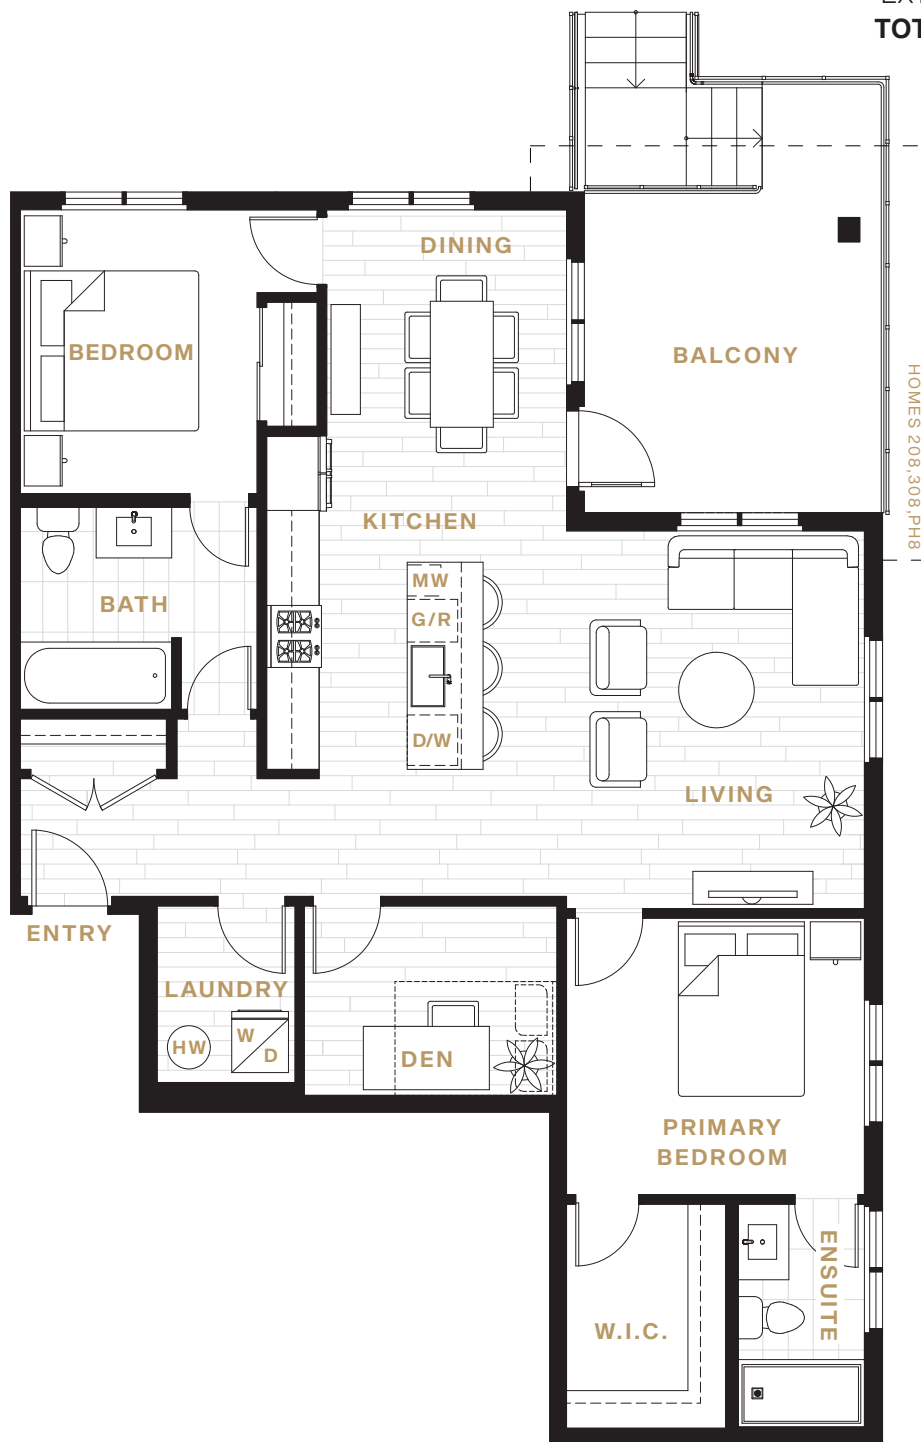 TOT
DINING
BEDROOM
BALCONY
HOMES 208,308,PH8
KITCHEN
MW
BATH
G/R
D/W
LIVING
ENTRY
LAUNDRY
HW
W
D
DEN
PRIMARY
BEDROOM
ENSUITE
W.I.C.